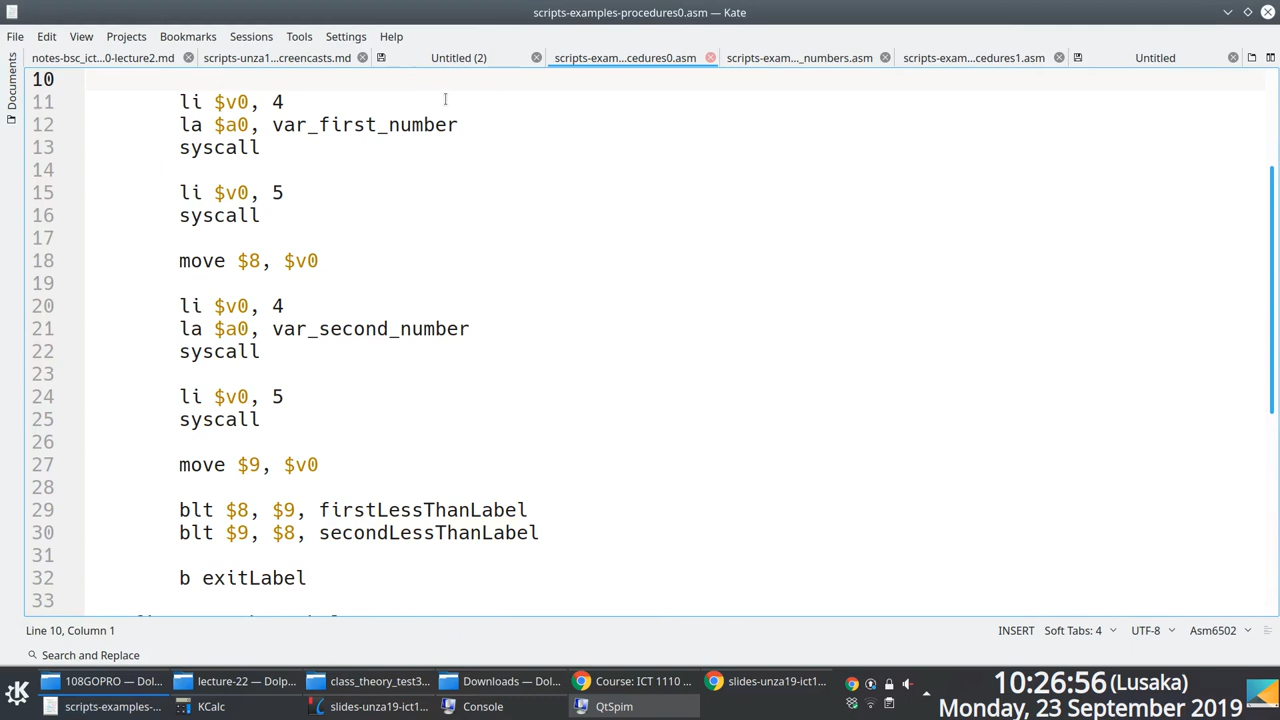 scripts-examples-procedures0.asm — Kate
File Edit View Projects Bookmarks Sessions Tools Settings Help
notes-bsc_ict...0-lecture2.md scripts-unza1...creencasts.md Untitled (2) scripts-exam...cedures0.asm scripts-exam..._numbers.asm scripts-exam...cedures1.asm Untitled
Documents
10
11 li $v0, 4
12 la $a0, var_first_number
13 syscall
14
15 li $v0, 5
16 syscall
17
18 move $8, $v0
19
20 li $v0, 4
21 la $a0, var_second_number
22 syscall
23
24 li $v0, 5
25 syscall
26
27 move $9, $v0
28
29 blt $8, $9, firstLessThanLabel
30 blt $9, $8, secondLessThanLabel
31
32 b exitLabel
33
Line 10, Column 1 INSERT Soft Tabs: 4 UTF-8 Asm6502
Search and Replace
108GOPRO — Dol... lecture-22 — Dolp... class_theory_test3... Downloads — Dol... Course: ICT 1110 ... slides-unza19-ict1...
scripts-examples-... KCalc slides-unza19-ict1... Console QtSpim
10:26:56 (Lusaka)
Monday, 23 September 2019